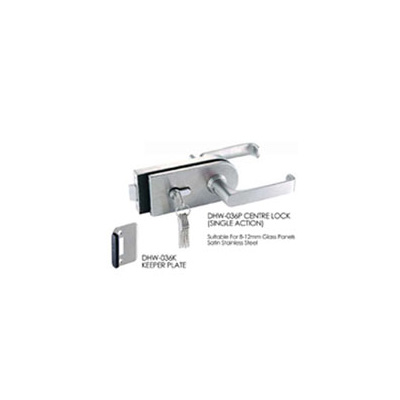 DHW-036P CENTRE LOCK
(SINGLE ACTION)
Suitable For 8-12mm Glass Panels
Satin Stainless Steel
DHW-036K
KEEPER PLATE